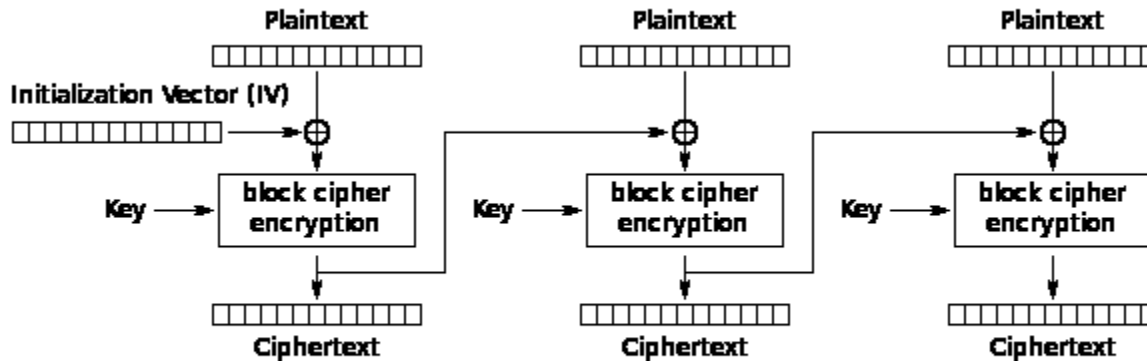 Plaintext
Plaintext
Plaintext
Initialization Vector (IV)
Key
block cipher
encryption
Key
block cipher
encryption
Key
block cipher
encryption
Ciphertext
Ciphertext
Ciphertext